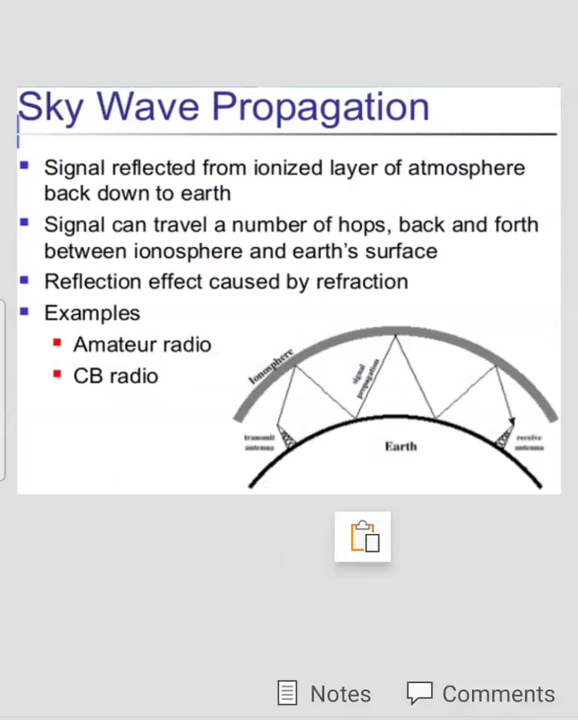 Sky Wave Propagation
Signal reflected from ionized layer of atmosphere
back down to earth
Signal can travel a number of hops, back and forth
between ionosphere and earth's surface
Reflection effect caused by refraction
Examples
Amateur radio
CB radio
Ionosphere
signal
propagation
transmit
antenna
Earth
receive
antenna
Notes
Comments